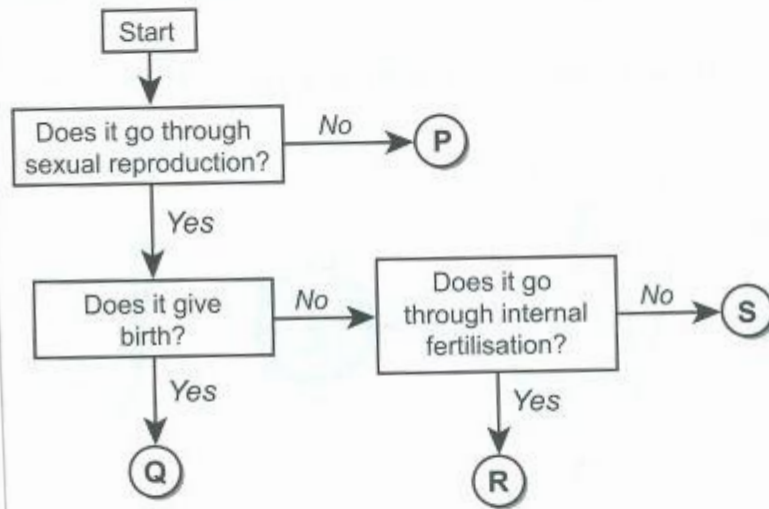 Start
Does it go through
sexual reproduction?
No
P
Yes
Does it give
birth?
No
Does it go
through internal
fertilisation?
No
S
Yes
Q
Yes
R